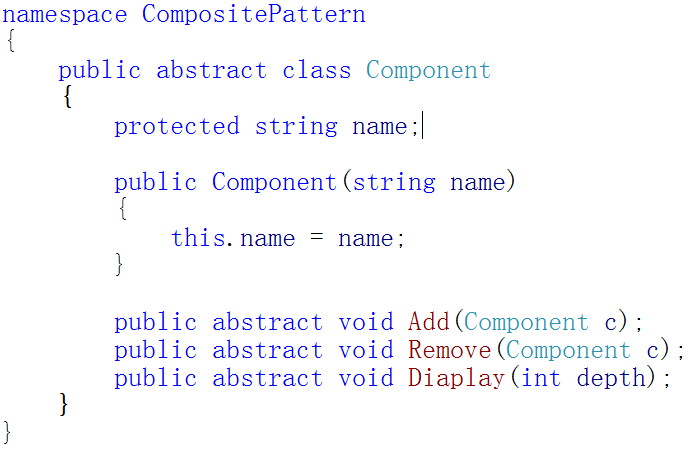 namespace CompositePattern
{
    public abstract class Component
    {
        protected string name;

        public Component(string name)
        {
            this.name = name;
        }

        public abstract void Add(Component c);
        public abstract void Remove(Component c);
        public abstract void Diaplay(int depth);
    }
}